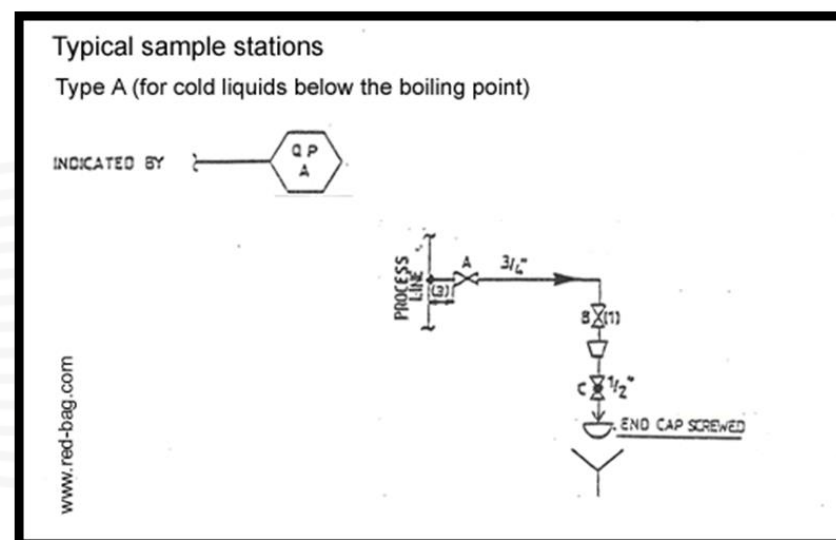 Typical sample stations
Type A (for cold liquids below the boiling point)
INDICATED BY
QP
A
PROCESS
LINE
(3)
A
3/4"
B
(1)
C
1/2"
END CAP SCREWED
www.red-bag.com